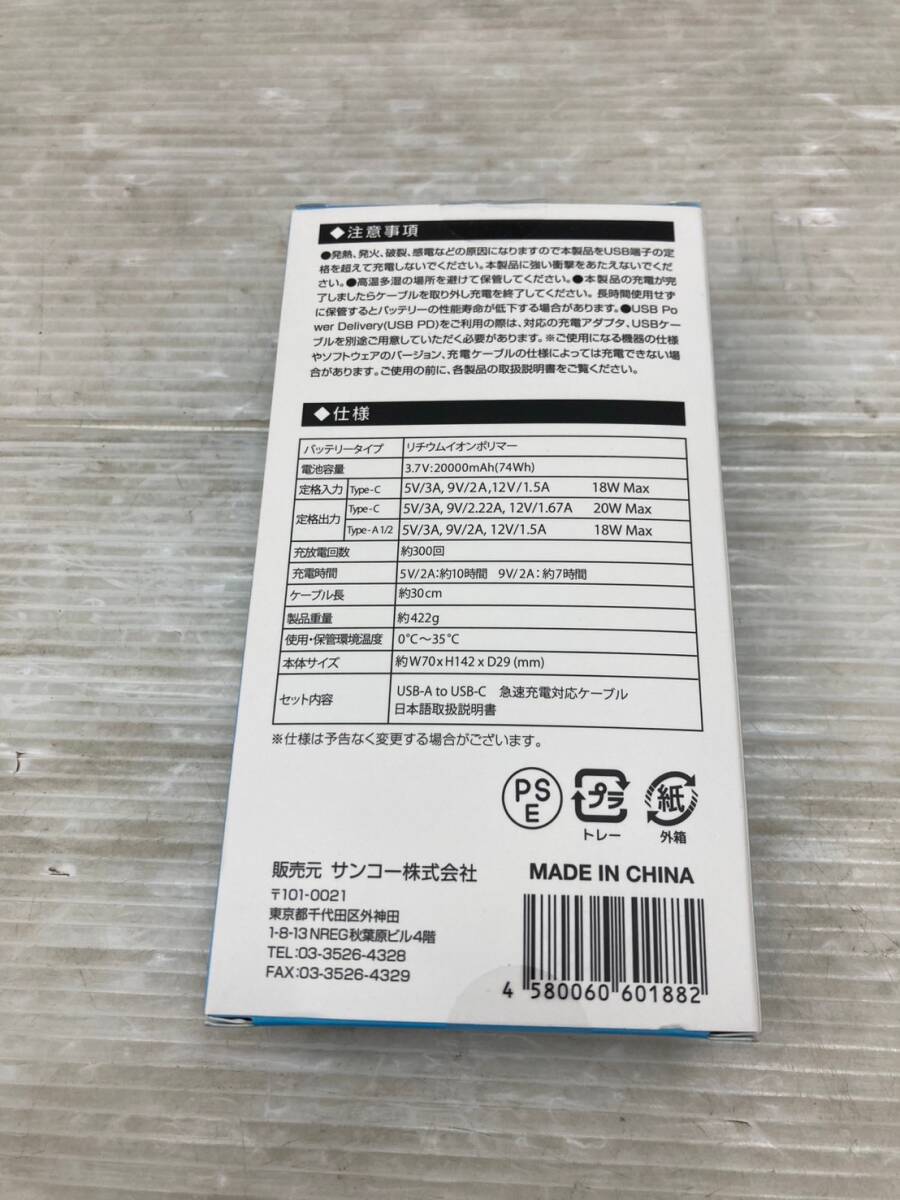 ◆注意事項
●発熱、発火、破裂、感電などの原因になりますので本製品をUSB端子の定
格を超えて充電しないでください。本製品に強い衝撃をあたえないでくだ
さい。●高温多湿の場所を避けて保管してください。●本製品の充電が完
了しましたらケーブルを取り外し充電を終了してください。長時間使用せず
に保管するとバッテリーの性能寿命が低下する場合があります。●USB Po
wer Delivery(USB PD)をご利用の際は、対応の充電アダプタ、USBケー
ブルを別途ご用意していただく必要があります。※ご使用になる機器の仕様
やソフトウェアのバージョン、充電ケーブルの仕様によっては充電できない場
合があります。ご使用の前に、各製品の取扱説明書をご覧ください。
◆仕様
バッテリータイプ リチウムイオンポリマー
電池容量 3.7V:20000mAh(74Wh)
定格入力 Type-C 5V/3A, 9V/2A,12V/1.5A 18W Max
定格出力 Type-C 5V/3A, 9V/2.22A, 12V/1.67A 20W Max
Type-A 1/2 5V/3A, 9V/2A, 12V/1.5A 18W Max
充放電回数 約300回
充電時間 5V/2A:約10時間 9V/2A:約7時間
ケーブル長 約30cm
製品重量 約422g
使用・保管環境温度 0℃～35℃
本体サイズ 約W70 x H142 x D29 (mm)
セット内容 USB-A to USB-C 急速充電対応ケーブル
日本語取扱説明書
※仕様は予告なく変更する場合がございます。
PSE
プラ
トレー
紙
外箱
販売元 サンコー株式会社
〒101-0021
東京都千代田区外神田
1-8-13 NREG秋葉原ビル4階
TEL:03-3526-4328
FAX:03-3526-4329
MADE IN CHINA
4 580060 601882